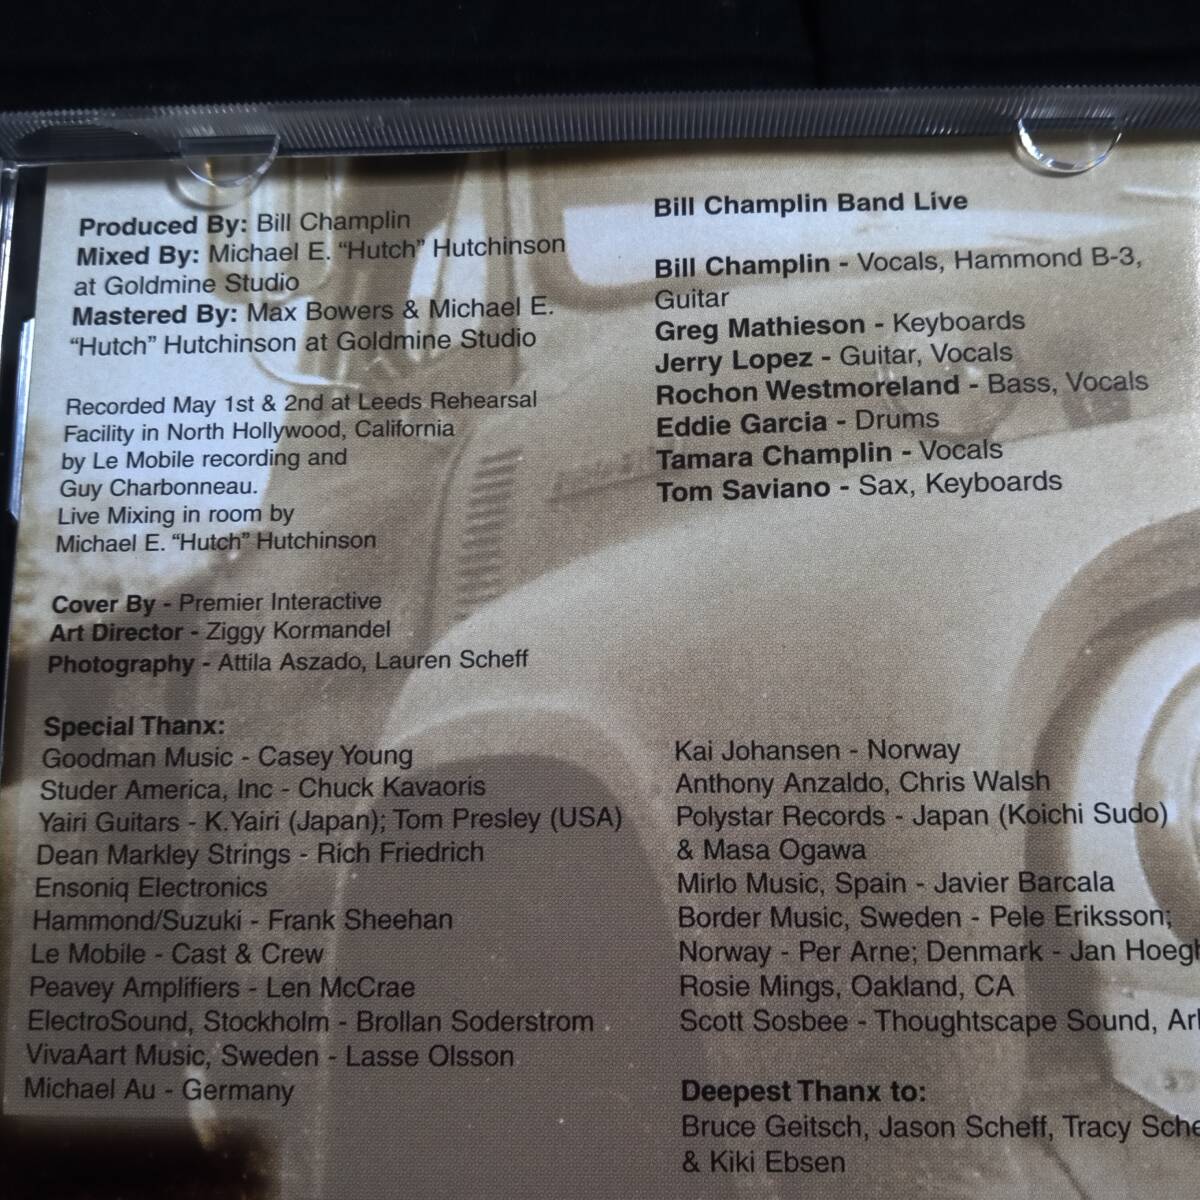 Produced By: Bill Champlin
Mixed By: Michael E. “Hutch” Hutchinson
at Goldmine Studio
Mastered By: Max Bowers & Michael E.
“Hutch” Hutchinson at Goldmine Studio
Recorded May 1st & 2nd at Leeds Rehearsal
Facility in North Hollywood, California
by Le Mobile recording and
Guy Charbonneau.
Live Mixing in room by
Michael E. “Hutch” Hutchinson
Cover By - Premier Interactive
Art Director - Ziggy Kormandel
Photography - Attila Aszado, Lauren Scheff
Special Thanx:
Goodman Music - Casey Young
Studer America, Inc - Chuck Kavaoris
Yairi Guitars - K.Yairi (Japan); Tom Presley (USA)
Dean Markley Strings - Rich Friedrich
Ensoniq Electronics
Hammond/Suzuki - Frank Sheehan
Le Mobile - Cast & Crew
Peavey Amplifiers - Len McCrae
ElectroSound, Stockholm - Brollan Soderstrom
VivaAart Music, Sweden - Lasse Olsson
Michael Au - Germany
Bill Champlin Band Live
Bill Champlin - Vocals, Hammond B-3,
Guitar
Greg Mathieson - Keyboards
Jerry Lopez - Guitar, Vocals
Rochon Westmoreland - Bass, Vocals
Eddie Garcia - Drums
Tamara Champlin - Vocals
Tom Saviano - Sax, Keyboards
Kai Johansen - Norway
Anthony Anzaldo, Chris Walsh
Polystar Records - Japan (Koichi Sudo)
& Masa Ogawa
Mirlo Music, Spain - Javier Barcala
Border Music, Sweden - Pele Eriksson;
Norway - Per Arne; Denmark - Jan Hoegh
Rosie Mings, Oakland, CA
Scott Sosbee - Thoughtscape Sound,
Deepest Thanx to:
Bruce Geitsch, Jason Scheff, Tracy
& Kiki Ebsen